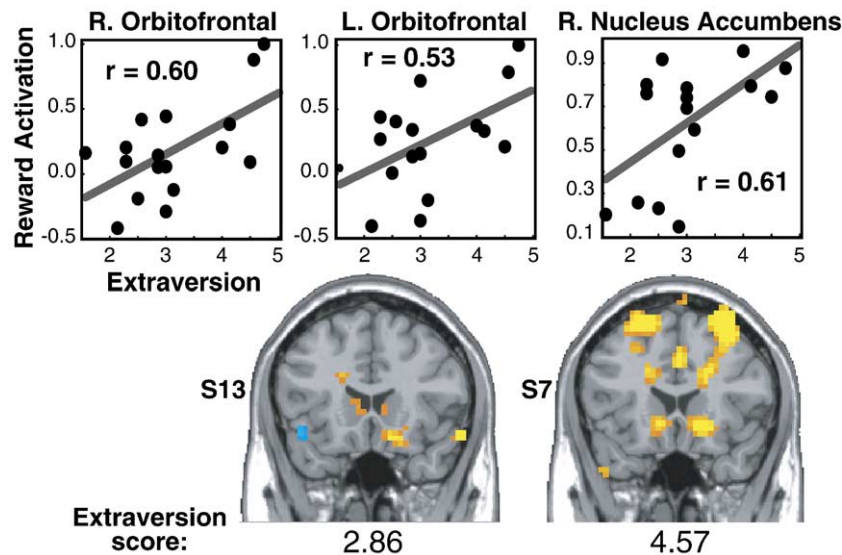 R. Orbitofrontal
L. Orbitofrontal
R. Nucleus Accumbens
Reward Activation
1.0
0.5
0.0
-0.5
r = 0.60
2 3 4 5
Extraversion
1.0
0.5
0.0
-0.5
r = 0.53
2 3 4 5
0.9
0.7
0.5
0.3
0.1
r = 0.61
2 3 4 5
S13
S7
Extraversion
score:
2.86
4.57